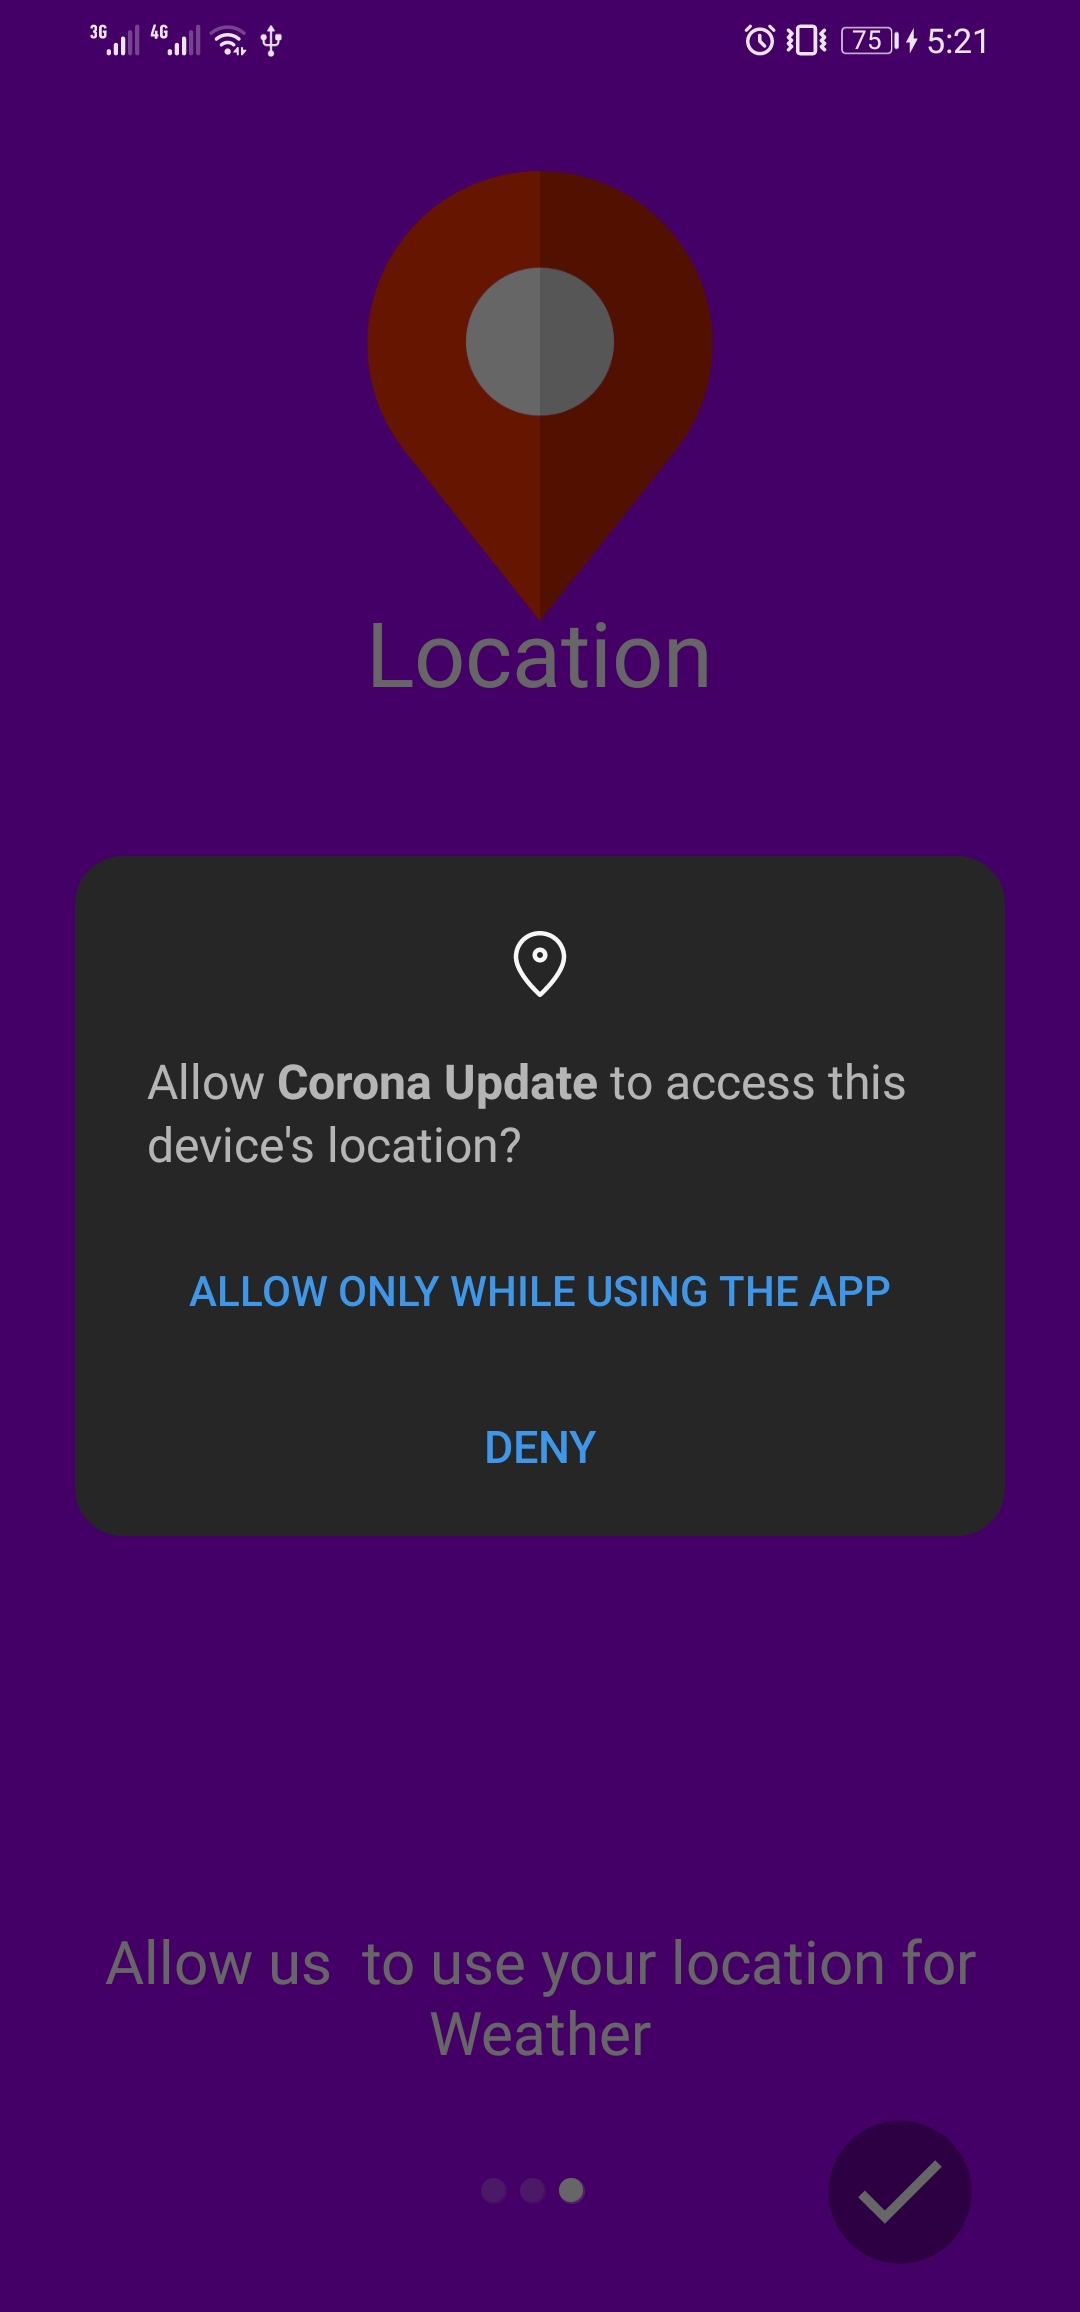 3G 4G 75 5:21
Location
Allow Corona Update to access this
device's location?
ALLOW ONLY WHILE USING THE APP
DENY
Allow us  to use your location for
Weather